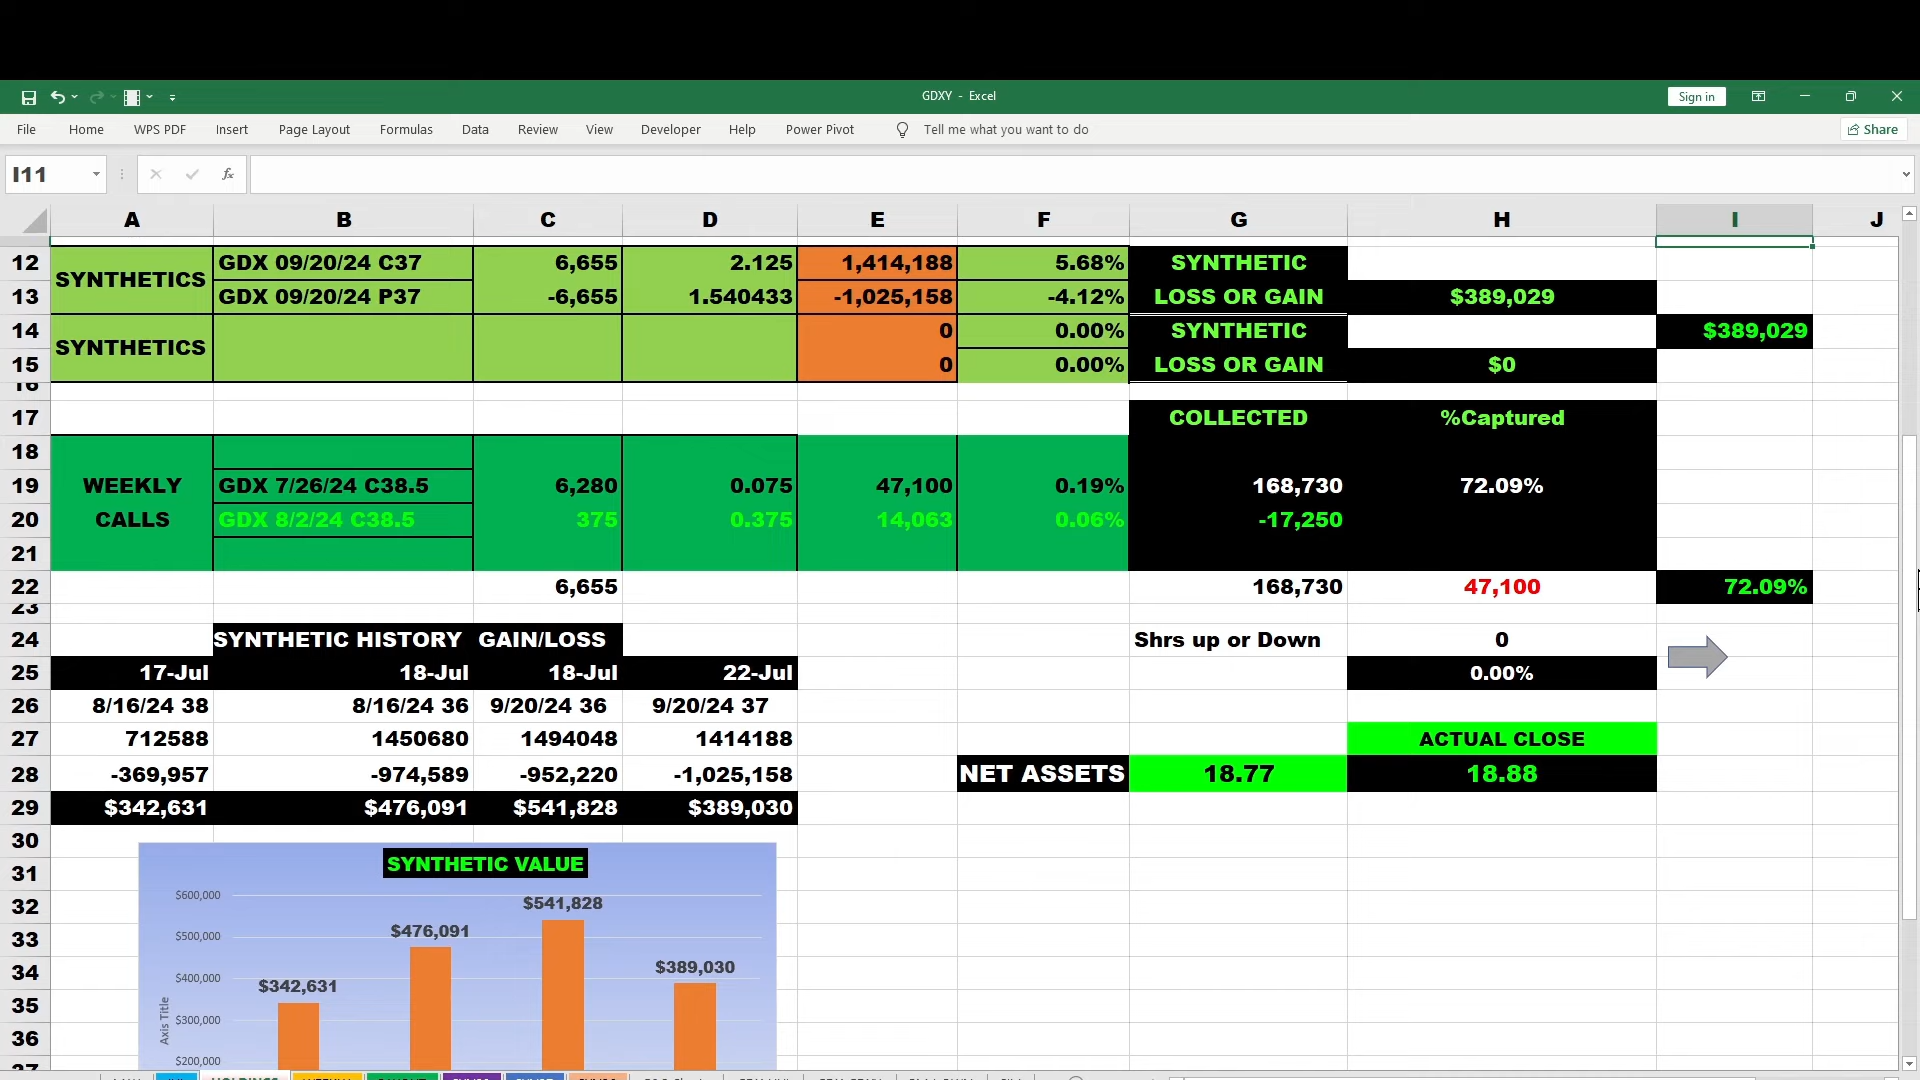 GDXY - Excel
Sign in
File Home WPS PDF Insert Page Layout Formulas Data Review View Developer Help Power Pivot Tell me what you want to do Share
I11 fx
A B C D E F G H I J
12 SYNTHETICS GDX 09/20/24 C37 6,655 2.125 1,414,188 5.68% SYNTHETIC
13 GDX 09/20/24 P37 -6,655 1.540433 -1,025,158 -4.12% LOSS OR GAIN $389,029
14 SYNTHETICS 0 0.00% SYNTHETIC $389,029
15 0 0.00% LOSS OR GAIN $0
16
17 COLLECTED %Captured
18
19 WEEKLY GDX 7/26/24 C38.5 6,280 0.075 47,100 0.19% 168,730 72.09%
20 CALLS GDX 8/2/24 C38.5 375 0.375 14,063 0.06% -17,250
21
22 6,655 168,730 47,100 72.09%
23
24 SYNTHETIC HISTORY GAIN/LOSS Shrs up or Down 0
25 17-Jul 18-Jul 18-Jul 22-Jul 0.00%
26 8/16/24 38 8/16/24 36 9/20/24 36 9/20/24 37
27 712588 1450680 1494048 1414188 ACTUAL CLOSE
28 -369,957 -974,589 -952,220 -1,025,158 NET ASSETS 18.77 18.88
29 $342,631 $476,091 $541,828 $389,030
30
31 SYNTHETIC VALUE
32 $600,000 $541,828
33 $500,000 $476,091
34 $400,000 $342,631 $389,030
35 $300,000
36 $200,000
Axis Title
37
HOLDINGS